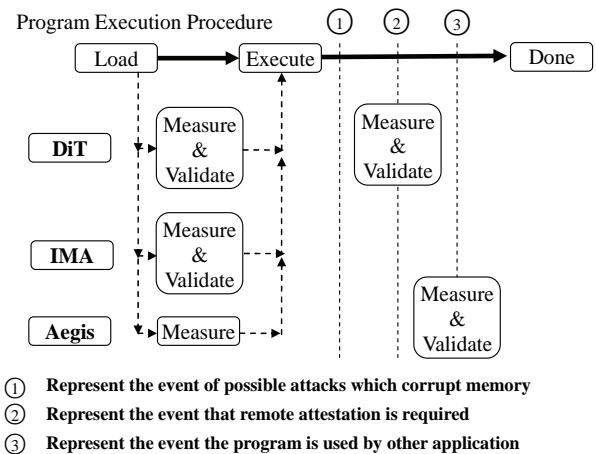 Program Execution Procedure
1 2 3
Load Execute Done
Measure
&
Validate
DiT
Measure
&
Validate
Measure
&
Validate
IMA
Measure
&
Validate
Aegis Measure
1 Represent the event of possible attacks which corrupt memory
2 Represent the event that remote attestation is required
3 Represent the event the program is used by other application